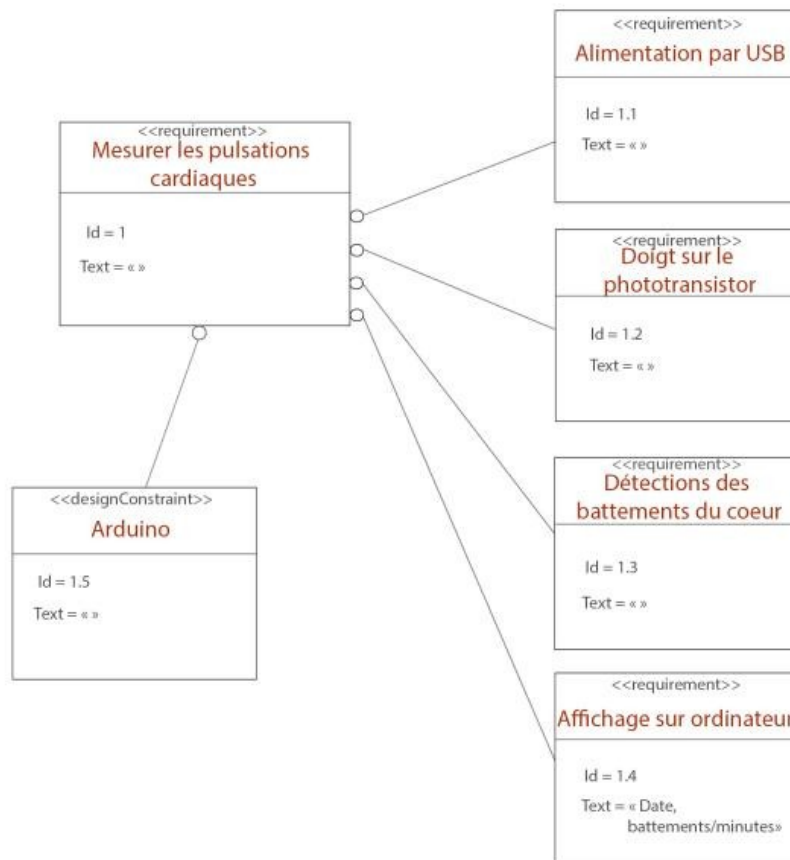 <<requirement>>
Mesurer les pulsations
cardiaques
Id = 1
Text = « »
<<designConstraint>>
Arduino
Id = 1.5
Text = « »
<<requirement>>
Alimentation par USB
Id = 1.1
Text = « »
<<requirement>>
Doigt sur le
phototransistor
Id = 1.2
Text = « »
<<requirement>>
Détections des
battements du coeur
Id = 1.3
Text = « »
<<requirement>>
Affichage sur ordinateur
Id = 1.4
Text = « Date,
battements/minutes»